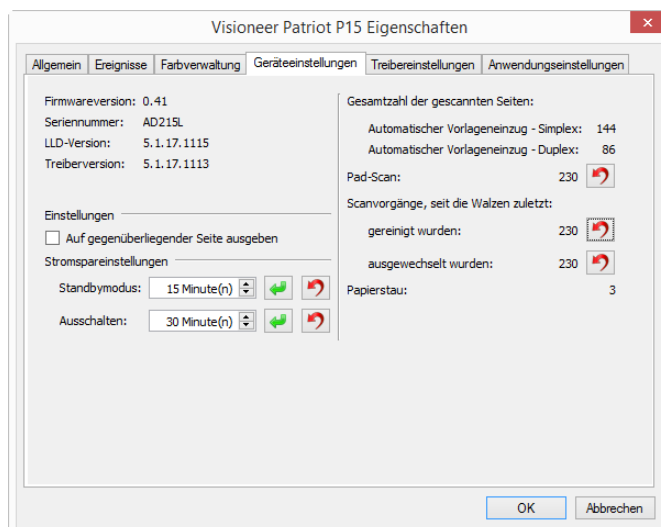 Visioneer Patriot P15 Eigenschaften
Allgemein
Ereignisse
Farbverwaltung
Geräteeinstellungen
Treibereinstellungen
Anwendungseinstellungen
Firmwareversion: 0.41
Seriennummer: AD215L
LLD-Version: 5.1.17.1115
Treiberversion: 5.1.17.1113
Einstellungen
Auf gegenüberliegender Seite ausgeben
Stromspareinstellungen
Standbymodus: 15 Minute(n)
Ausschalten: 30 Minute(n)
Gesamtzahl der gescannten Seiten:
Automatischer Vorlageneinzug - Simplex: 144
Automatischer Vorlageneinzug - Duplex: 86
Pad-Scan: 230
Scanvorgänge, seit die Walzen zuletzt:
gereinigt wurden: 230
ausgewechselt wurden: 230
Papierstau: 3
OK
Abbrechen